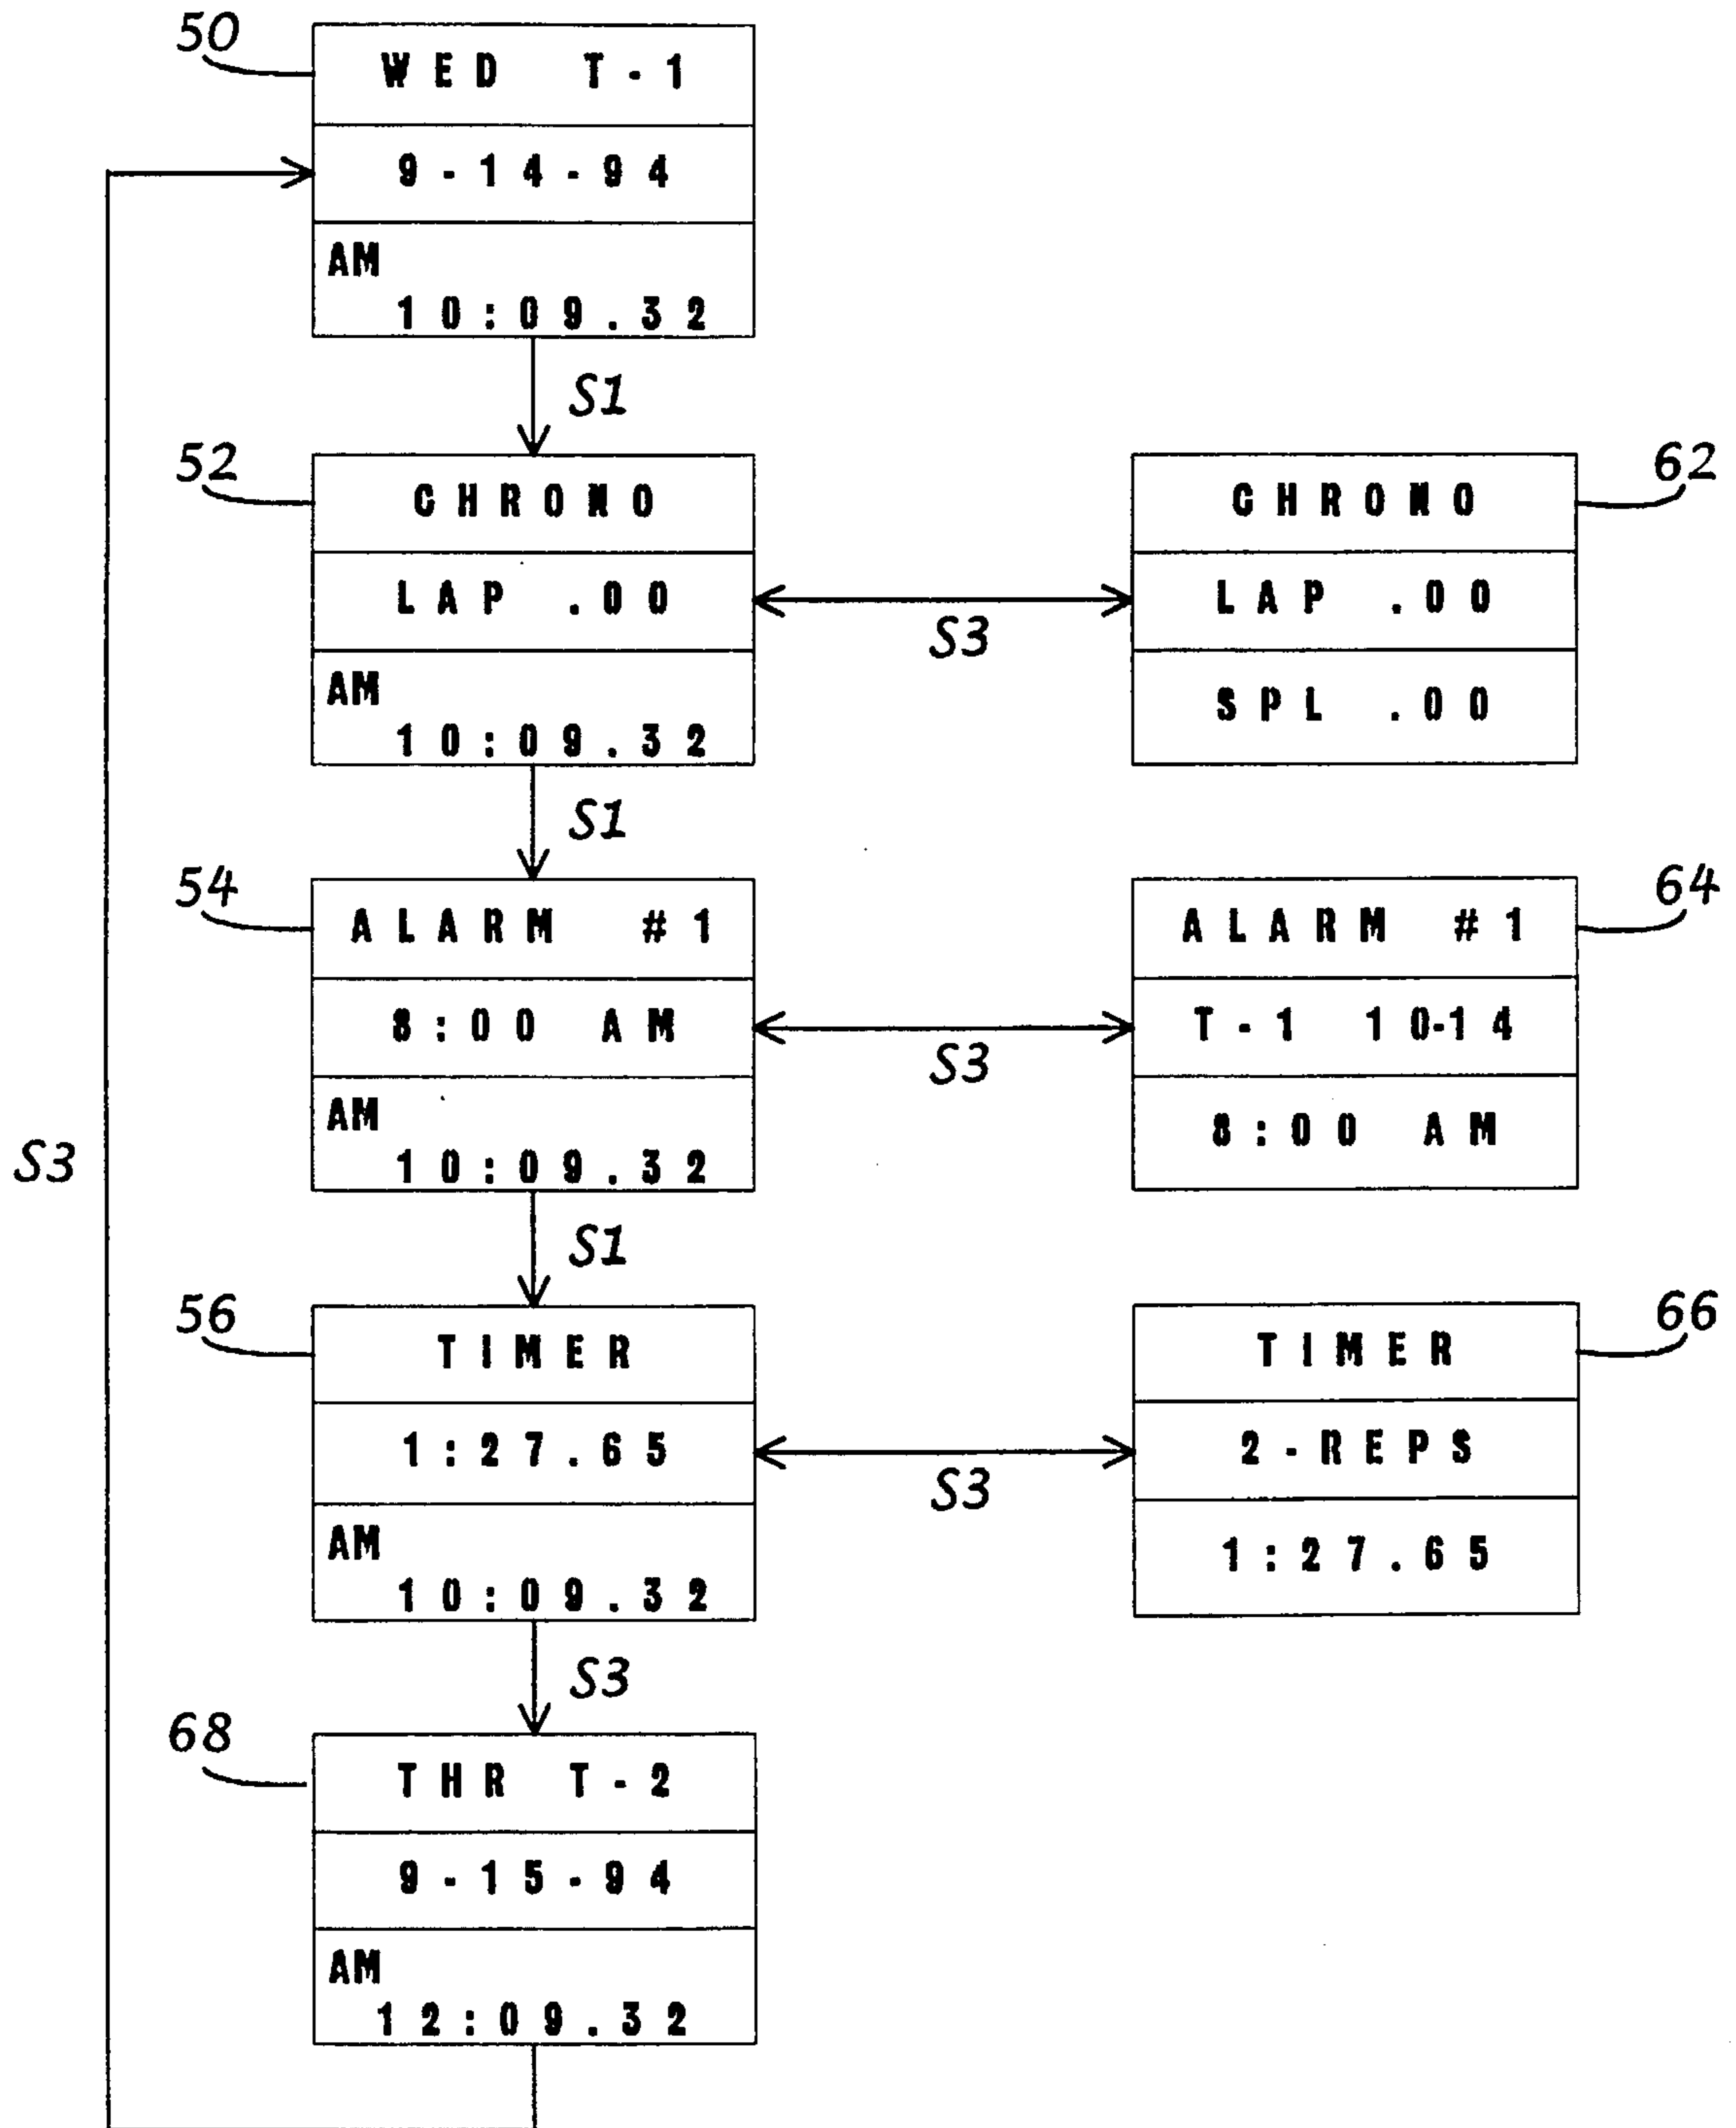 50
WED T-1
9-14-94
AM
10:09.32
S1
52
CHRONO
LAP .00
AM
10:09.32
S3
62
CHRONO
LAP .00
SPL .00
S1
54
ALARM #1
8:00 AM
AM
10:09.32
S3
64
ALARM #1
T-1 10-14
8:00 AM
S3
S1
56
TIMER
1:27.65
AM
10:09.32
S3
66
TIMER
2-REPS
1:27.65
S3
68
THR T-2
9-15-94
AM
12:09.32